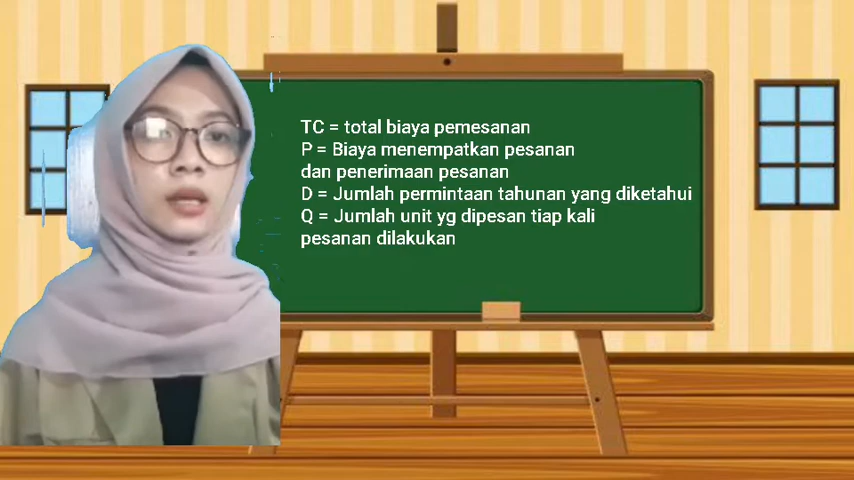 TC = total biaya pemesanan
P = Biaya menempatkan pesanan
dan penerimaan pesanan
D = Jumlah permintaan tahunan yang diketahui
Q = Jumlah unit yg dipesan tiap kali
pesanan dilakukan